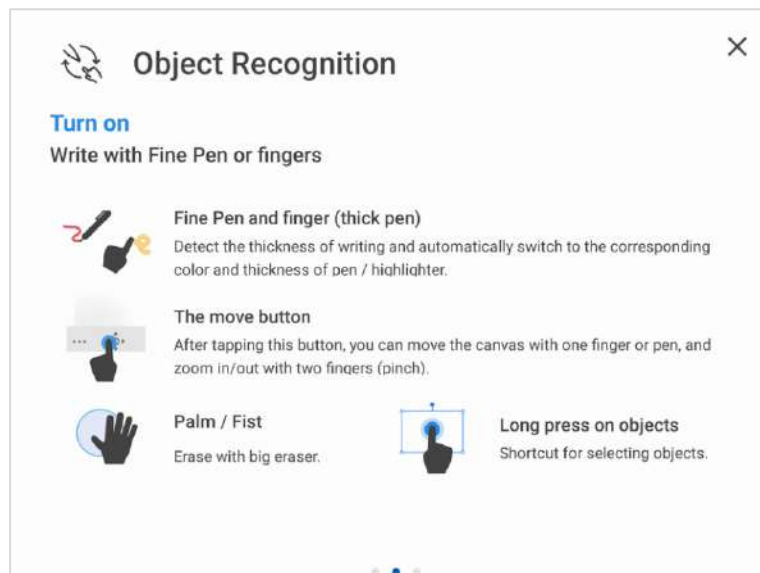 Object Recognition
Turn on
Write with Fine Pen or fingers
Fine Pen and finger (thick pen)
Detect the thickness of writing and automatically switch to the corresponding
color and thickness of pen / highlighter.
The move button
After tapping this button, you can move the canvas with one finger or pen, and
zoom in/out with two fingers (pinch).
Palm / Fist
Erase with big eraser.
Long press on objects
Shortcut for selecting objects.